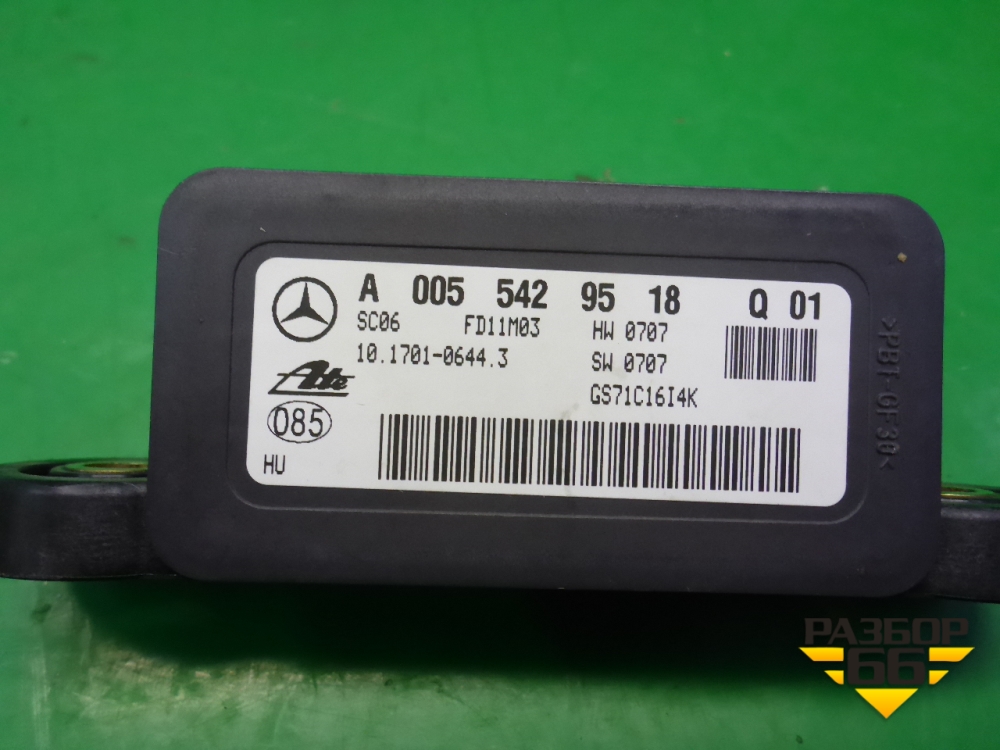 A 005 542 95 18 Q 01
SC06 FD11M03 HW 0707
10.1701-0644.3 SW 0707
Ate
GS71C16I4K
085
HU
>PBT-GF30<
РАЗБОР
66